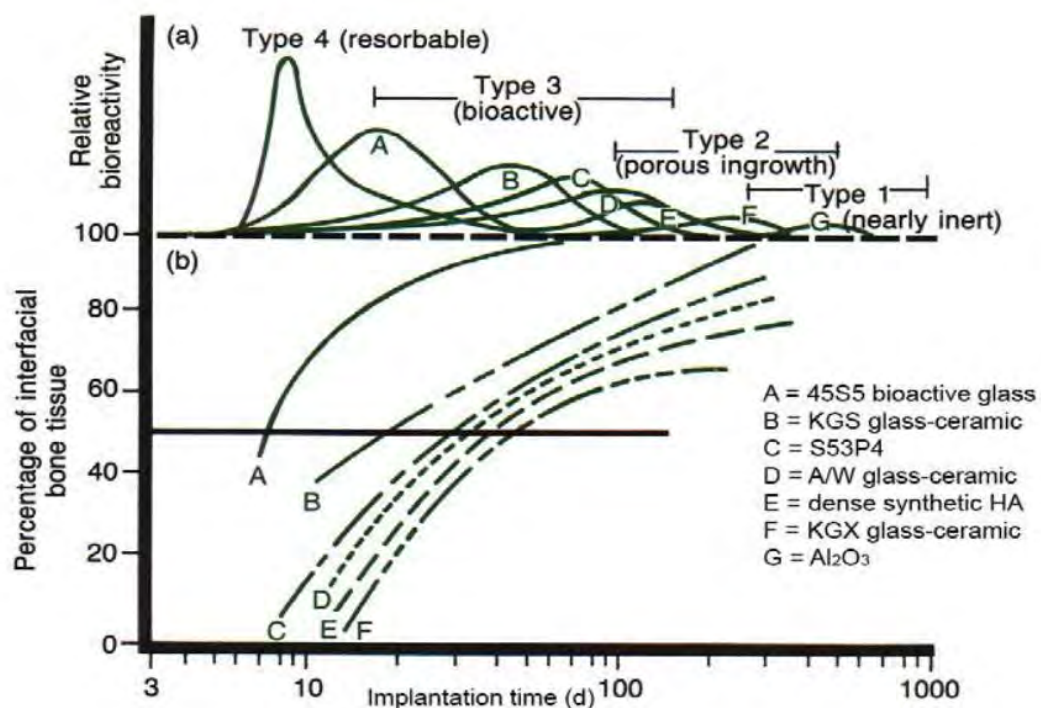 (a)
Type 4 (resorbable)
Type 3
(bioactive)
Type 2
(porous ingrowth)
Type 1
(nearly inert)
Relative
bioreactivity
A
B
C
D
E
F
G
100
(b)
80
60
40
20
0
Percentage of interfacial
bone tissue
A
B
C
D
E
F
A = 45S5 bioactive glass
B = KGS glass-ceramic
C = S53P4
D = A/W glass-ceramic
E = dense synthetic HA
F = KGX glass-ceramic
G = Al₂O₃
3
10
100
1000
Implantation time (d)